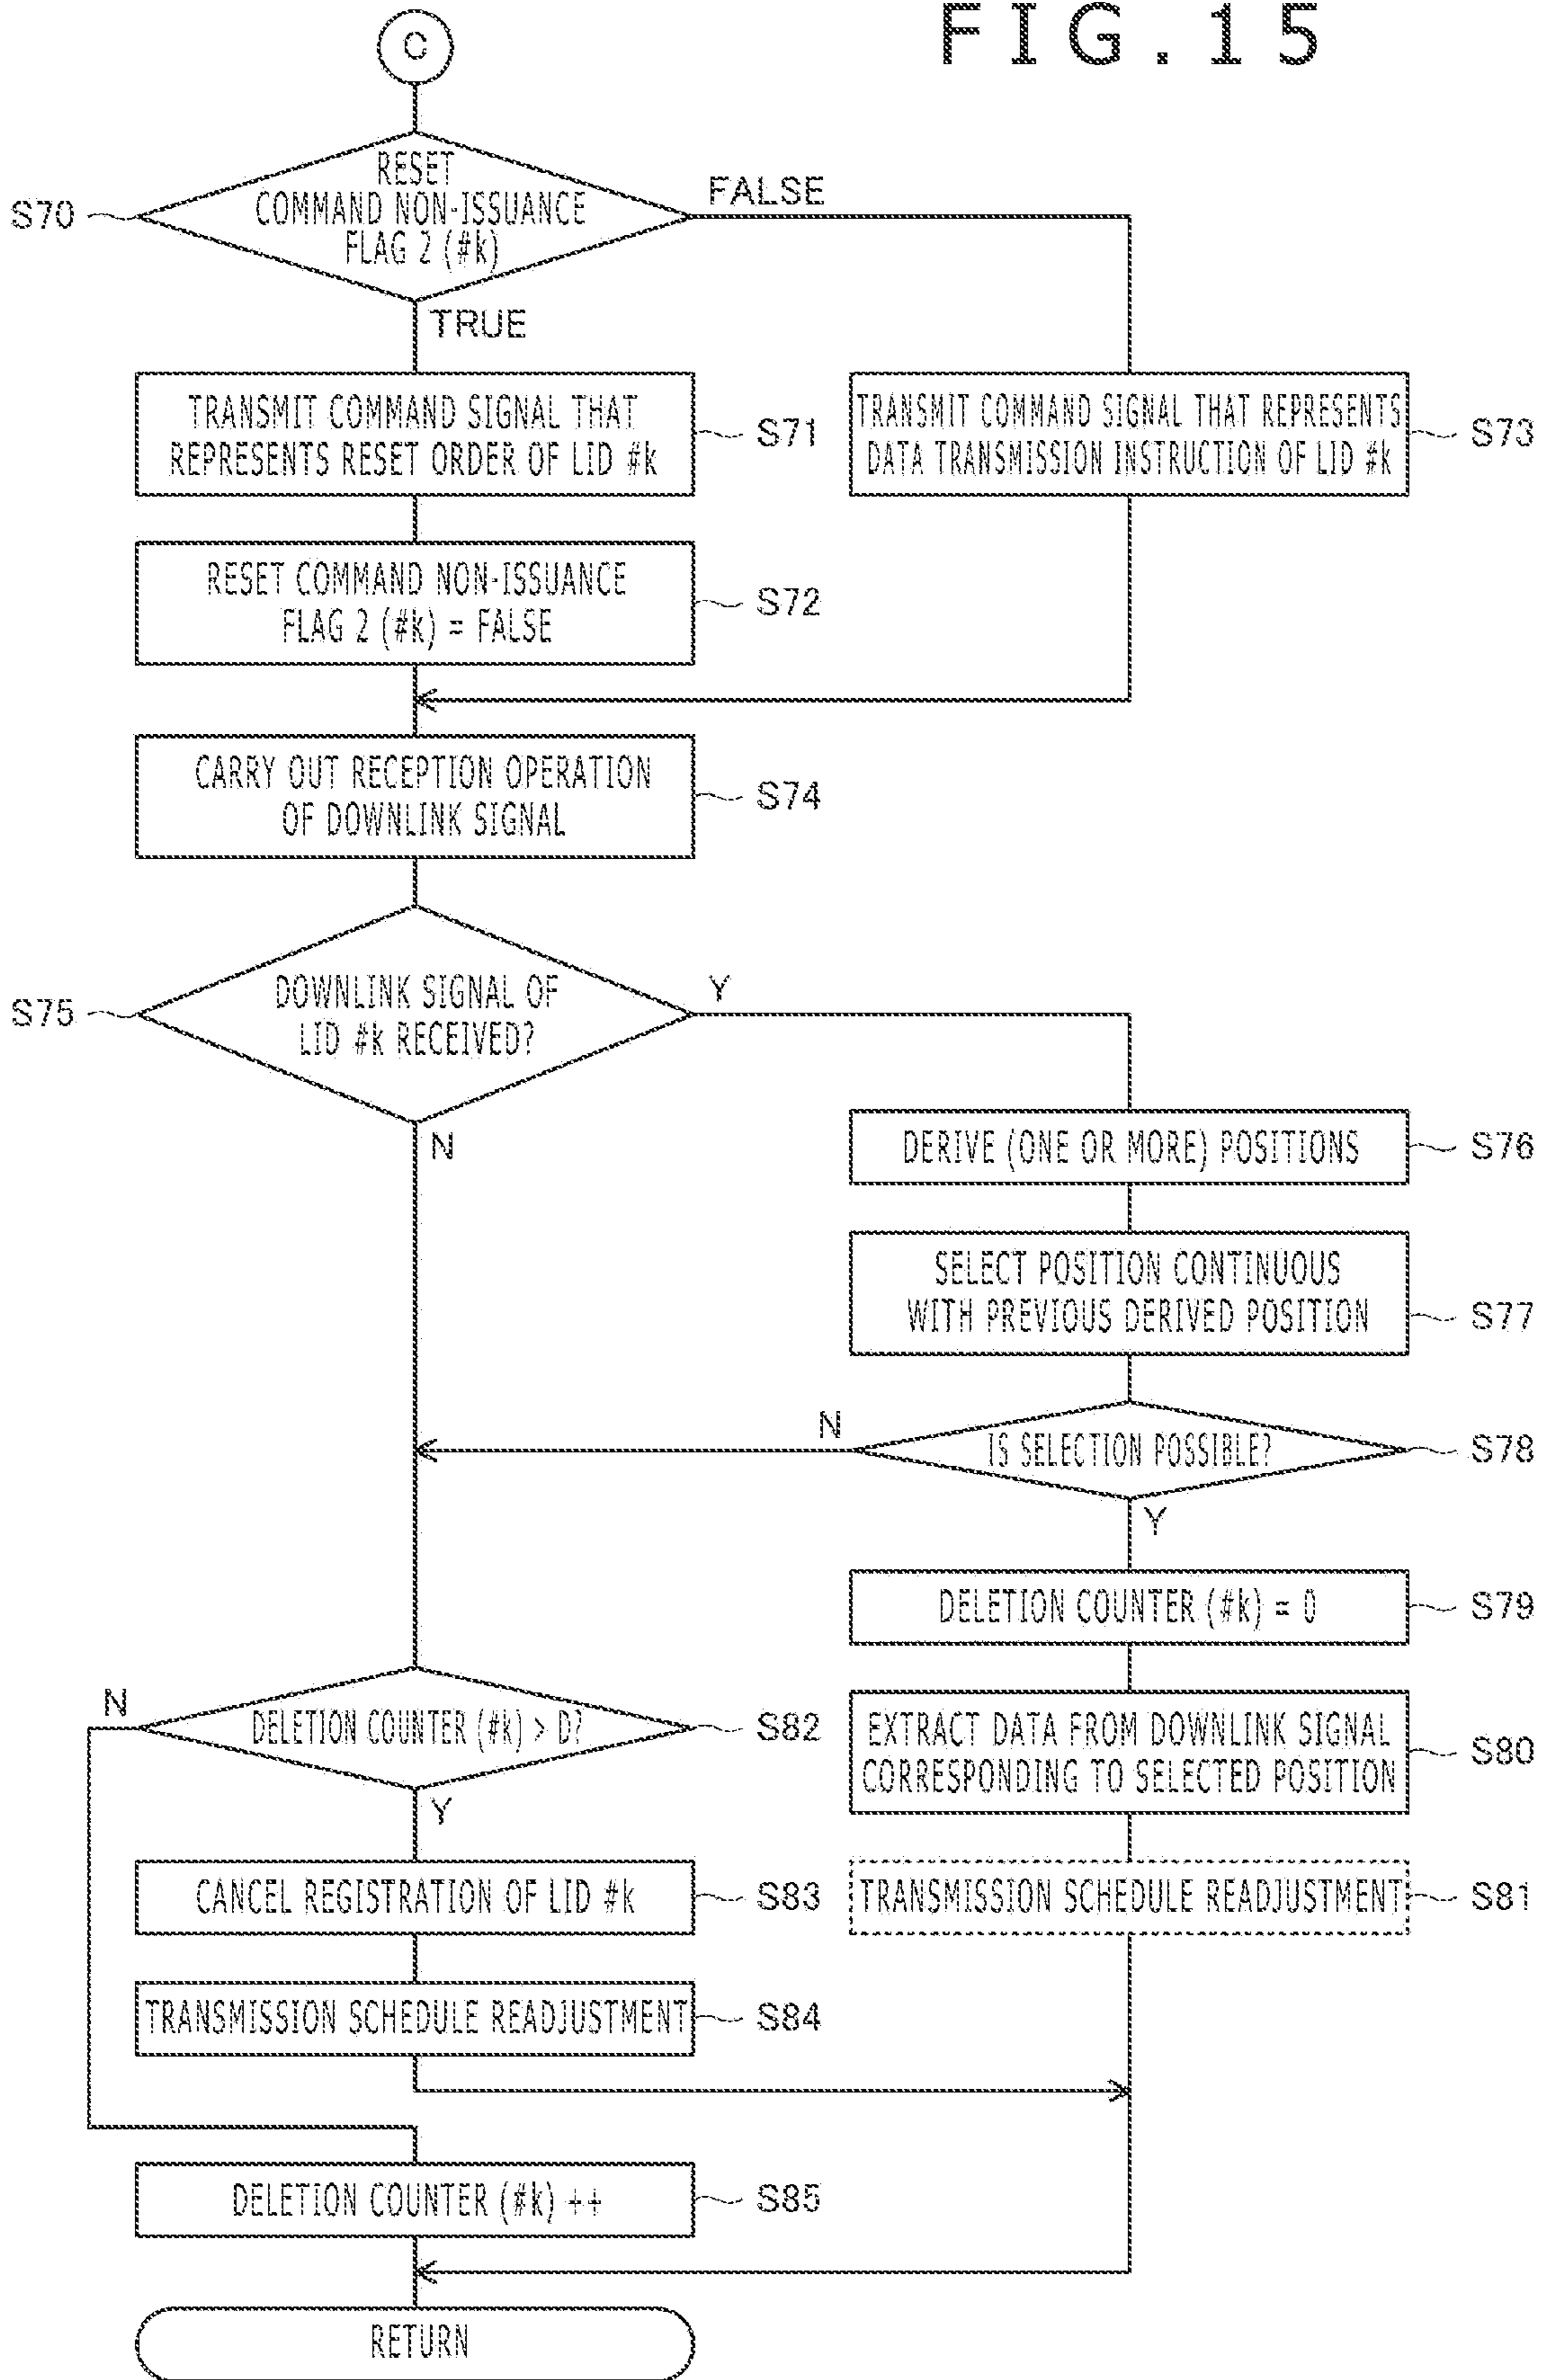 FIG.15
C
RESET
COMMAND NON-ISSUANCE
FLAG 2 (#k)
S70
FALSE
TRUE
TRANSMIT COMMAND SIGNAL THAT
REPRESENTS RESET ORDER OF LID #k
S71
TRANSMIT COMMAND SIGNAL THAT REPRESENTS
DATA TRANSMISSION INSTRUCTION OF LID #k
S73
RESET COMMAND NON-ISSUANCE
FLAG 2 (#k) = FALSE
S72
CARRY OUT RECEPTION OPERATION
OF DOWNLINK SIGNAL
S74
DOWNLINK SIGNAL OF
LID #k RECEIVED?
S75
Y
N
DERIVE (ONE OR MORE) POSITIONS
S76
SELECT POSITION CONTINUOUS
WITH PREVIOUS DERIVED POSITION
S77
IS SELECTION POSSIBLE?
S78
N
Y
DELETION COUNTER (#k) = 0
S79
EXTRACT DATA FROM DOWNLINK SIGNAL
CORRESPONDING TO SELECTED POSITION
S80
TRANSMISSION SCHEDULE READJUSTMENT
S81
N
DELETION COUNTER (#k) > D?
S82
Y
CANCEL REGISTRATION OF LID #k
S83
TRANSMISSION SCHEDULE READJUSTMENT
S84
DELETION COUNTER (#k) ++
S85
RETURN